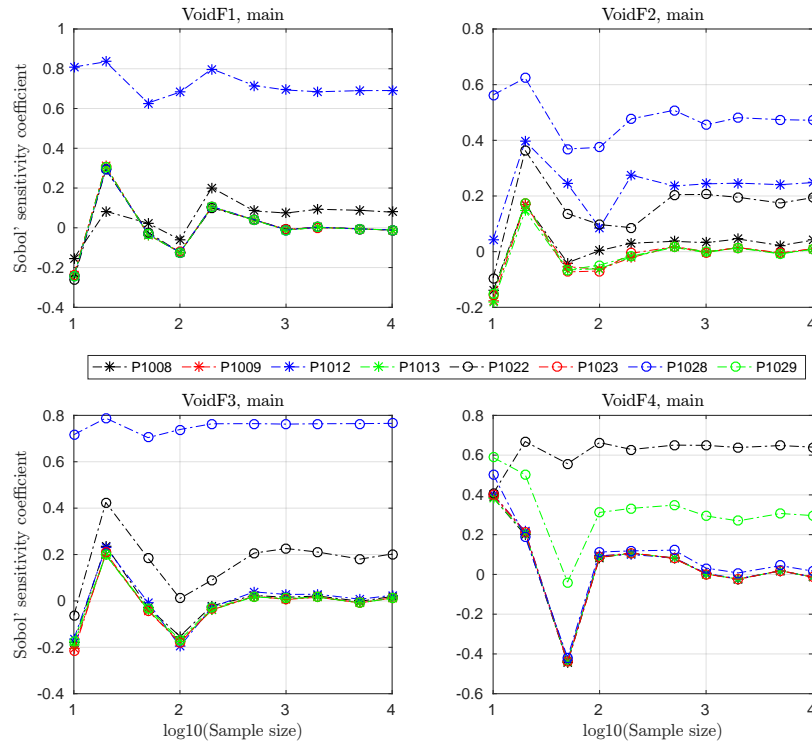 VoidF1, main
VoidF2, main
Sobol' sensitivity coefficient
1
0.8
0.6
0.4
0.2
0
-0.2
-0.4
1 2 3 4
0.8
0.6
0.4
0.2
0
-0.2
1 2 3 4
P1008 P1009 P1012 P1013 P1022 P1023 P1028 P1029
VoidF3, main
VoidF4, main
Sobol' sensitivity coefficient
0.8
0.6
0.4
0.2
0
-0.2
-0.4
1 2 3 4
log10(Sample size)
0.8
0.6
0.4
0.2
0
-0.2
-0.4
-0.6
1 2 3 4
log10(Sample size)